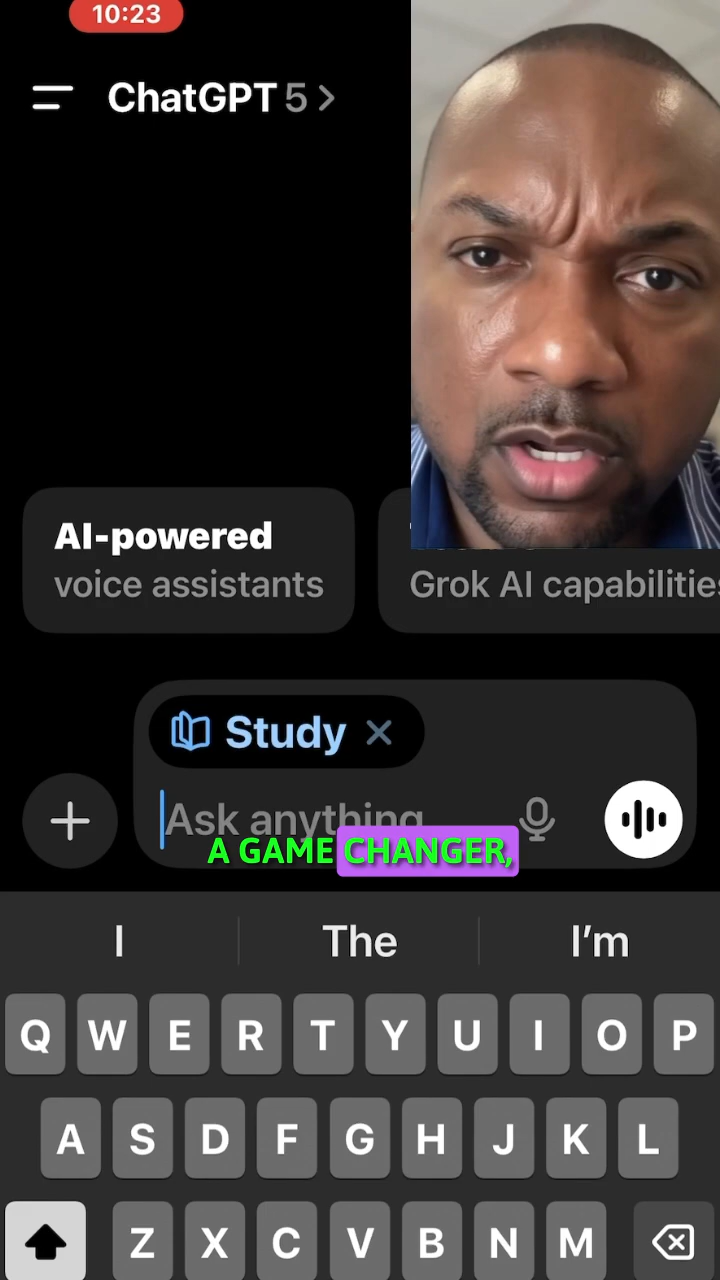 10:23
ChatGPT 5 >
AI-powered
voice assistants
Grok AI capabilities
Study ×
Ask anything
A GAME CHANGER,
I The I'm
Q W E R T Y U I O P
A S D F G H J K L
Z X C V B N M